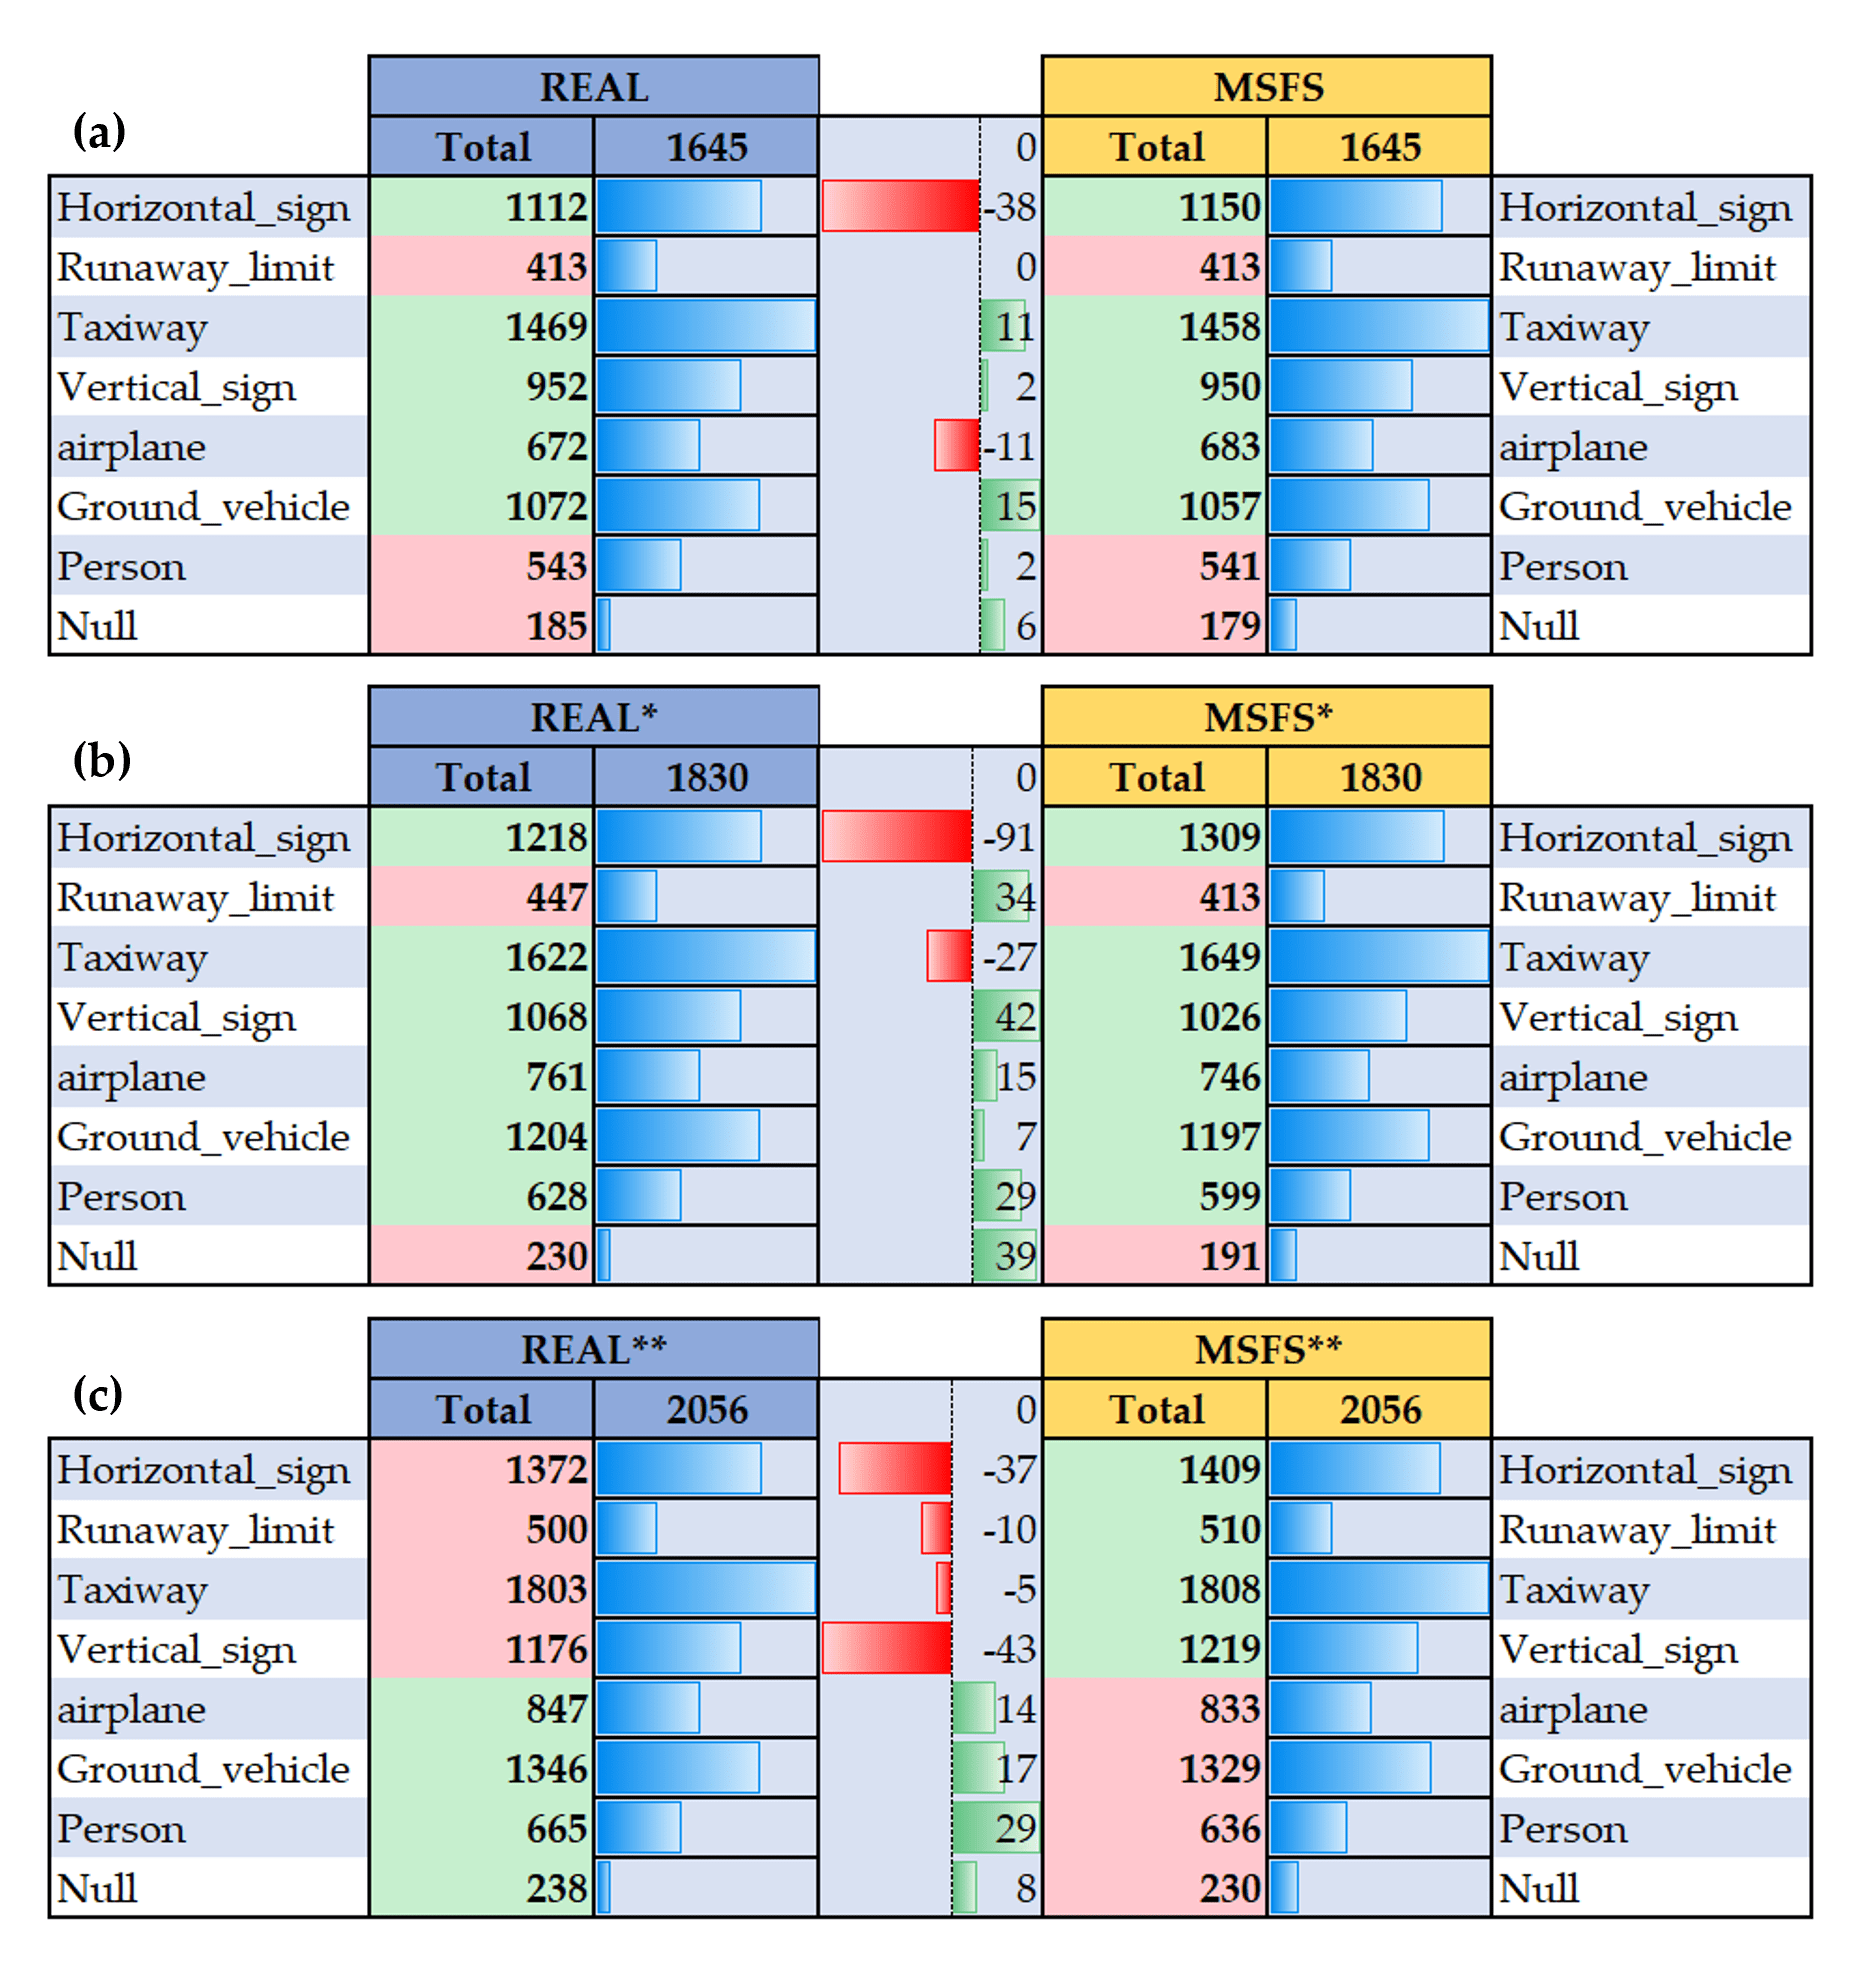 REAL MSFS
(a) Total 1645 0 Total 1645
Horizontal_sign 1112 -38 1150 Horizontal_sign
Runaway_limit 413 0 413 Runaway_limit
Taxiway 1469 11 1458 Taxiway
Vertical_sign 952 2 950 Vertical_sign
airplane 672 -11 683 airplane
Ground_vehicle 1072 15 1057 Ground_vehicle
Person 543 2 541 Person
Null 185 6 179 Null
REAL* MSFS*
(b) Total 1830 0 Total 1830
Horizontal_sign 1218 -91 1309 Horizontal_sign
Runaway_limit 447 34 413 Runaway_limit
Taxiway 1622 -27 1649 Taxiway
Vertical_sign 1068 42 1026 Vertical_sign
airplane 761 15 746 airplane
Ground_vehicle 1204 7 1197 Ground_vehicle
Person 628 29 599 Person
Null 230 39 191 Null
REAL** MSFS**
(c) Total 2056 0 Total 2056
Horizontal_sign 1372 -37 1409 Horizontal_sign
Runaway_limit 500 -10 510 Runaway_limit
Taxiway 1803 -5 1808 Taxiway
Vertical_sign 1176 -43 1219 Vertical_sign
airplane 847 14 833 airplane
Ground_vehicle 1346 17 1329 Ground_vehicle
Person 665 29 636 Person
Null 238 8 230 Null